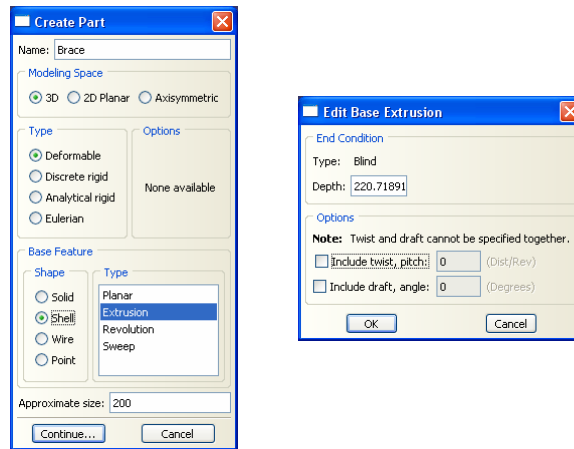 Create Part
Name: Brace
Modeling Space
3D 2D Planar Axisymmetric
Type
Deformable
Discrete rigid
Analytical rigid
Eulerian
Options
None available
Base Feature
Shape
Solid
Shell
Wire
Point
Type
Planar
Extrusion
Revolution
Sweep
Approximate size: 200
Continue... Cancel
Edit Base Extrusion
End Condition
Type: Blind
Depth: 220.71891
Options
Note: Twist and draft cannot be specified together.
Include twist, pitch: 0 (Dist/Rev)
Include draft, angle: 0 (Degrees)
OK Cancel